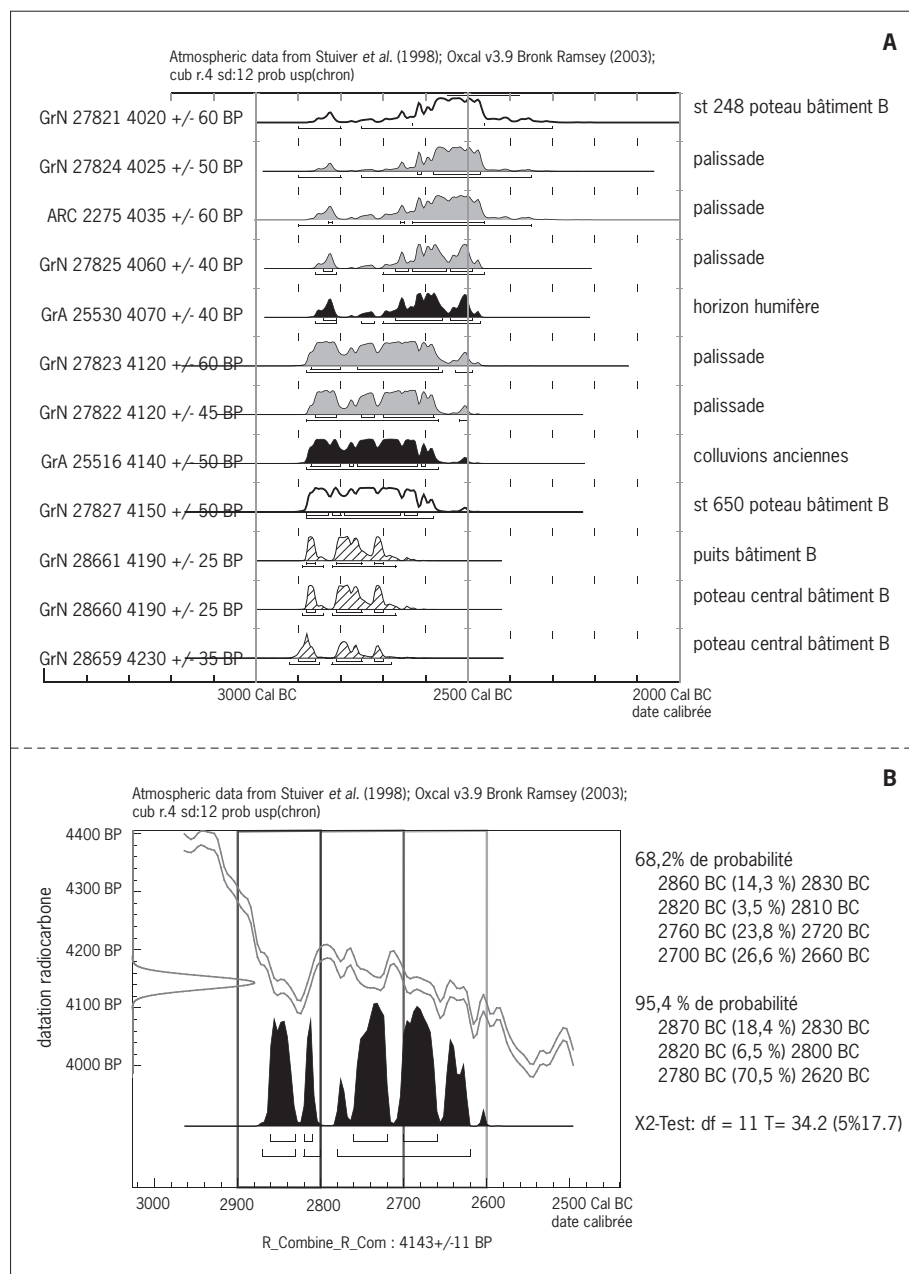 A
Atmospheric data from Stuiver et al. (1998); Oxcal v3.9 Bronk Ramsey (2003);
cub r.4 sd:12 prob usp(chron)
GrN 27821 4020 +/- 60 BP st 248 poteau bâtiment B
GrN 27824 4025 +/- 50 BP palissade
ARC 2275 4035 +/- 60 BP palissade
GrN 27825 4060 +/- 40 BP palissade
GrA 25530 4070 +/- 40 BP horizon humifère
GrN 27823 4120 +/- 60 BP palissade
GrN 27822 4120 +/- 45 BP palissade
GrA 25516 4140 +/- 50 BP colluvions anciennes
GrN 27827 4150 +/- 50 BP st 650 poteau bâtiment B
GrN 28661 4190 +/- 25 BP puits bâtiment B
GrN 28660 4190 +/- 25 BP poteau central bâtiment B
GrN 28659 4230 +/- 35 BP poteau central bâtiment B
3000 Cal BC 2500 Cal BC 2000 Cal BC
date calibrée
B
Atmospheric data from Stuiver et al. (1998); Oxcal v3.9 Bronk Ramsey (2003);
cub r.4 sd:12 prob usp(chron)
4400 BP
4300 BP
4200 BP
4100 BP
4000 BP
datation radiocarbone
68,2% de probabilité
2860 BC (14,3 %) 2830 BC
2820 BC (3,5 %) 2810 BC
2760 BC (23,8 %) 2720 BC
2700 BC (26,6 %) 2660 BC
95,4 % de probabilité
2870 BC (18,4 %) 2830 BC
2820 BC (6,5 %) 2800 BC
2780 BC (70,5 %) 2620 BC
X2-Test: df = 11 T= 34.2 (5%17.7)
3000 2900 2800 2700 2600 2500 Cal BC
date calibrée
R_Combine_R_Com : 4143+/-11 BP